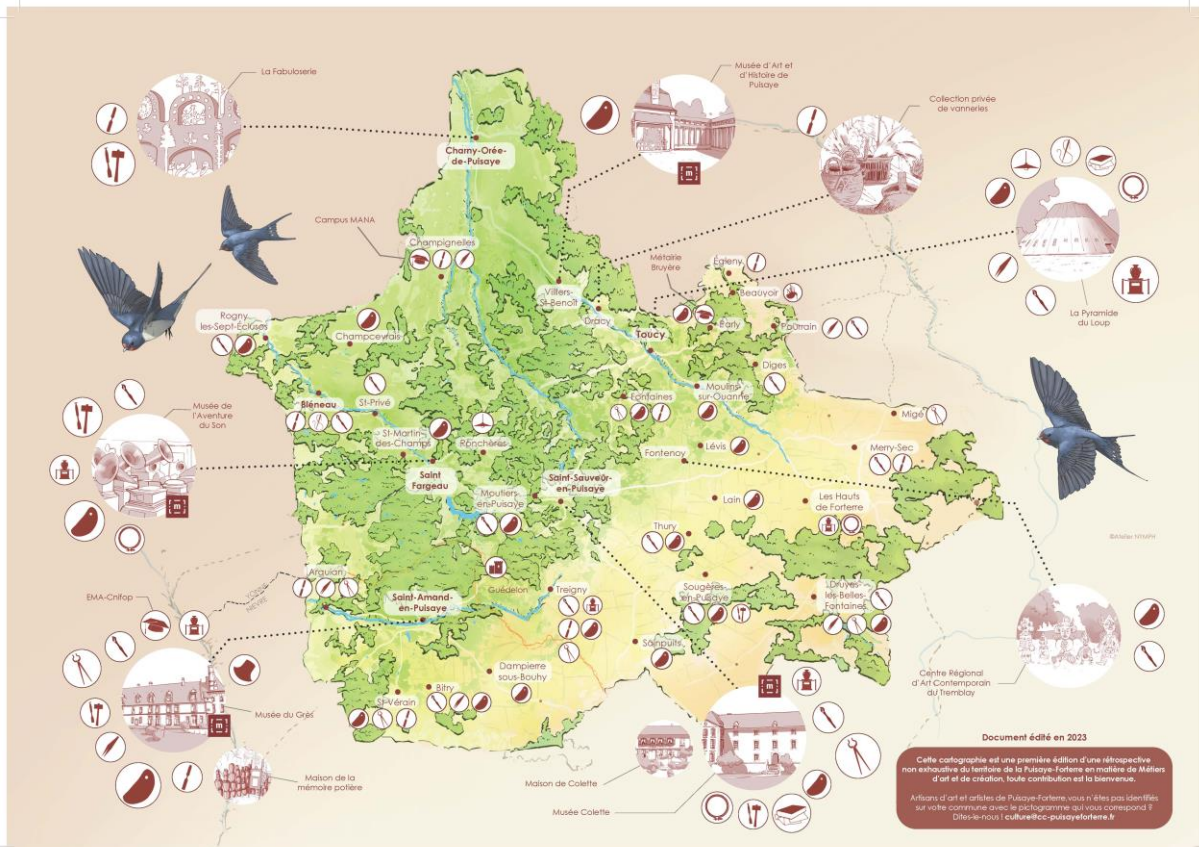 La Fabuloserie
Musée d'Art et
d'Histoire de
Puisaye
Collection privée
de vanneries
m
Charny-Orée-
de-Puisaye
Campus MANA
Champignelles
Métairie
Bruyère
Égleny
Beauvoir
Villiers-
St-Benoît
Parly
Pourrain
La Pyramide
du Loup
Rogny
les-Sept-Écluses
Champcevrais
Dracy
Toucy
Diges
Musée de
l'Aventure
du Son
Bléneau
St-Privé
Fontaines
Moulins
sur-Ouanne
Migé
m
St-Martin
des-Champs
Ronchères
Lévis
Merry-Sec
Saint
Fargeau
Fontenoy
Saint-Sauveur-
en-Puisaye
Moutiers
en-Puisaye
Lain
Les Hauts
de Forterre
Thury
©Atelier NYMPH
EMA-Cnifop
YONNE
NIÈVRE
Arquian
Guédelon
Treigny
Saint-Amand-
en-Puisaye
Sougères-
en-Puisaye
Druyes-
les-Belles-
Fontaines
Sainpuits
Dampierre
sous-Bouhy
Centre Régional
d'Art Contemporain
du Tremblay
St-Vérain
Bitry
m
Musée du Grès
m
Maison de la
mémoire potière
Maison de Colette
Musée Colette
Document édité en 2023
Cette cartographie est une première édition d'une rétrospective
non exhaustive du territoire de la Puisaye-Forterre en matière de Métiers
d'art et de création, toute contribution est la bienvenue.
Artisans d'art et artistes de Puisaye-Forterre, vous n'êtes pas identifiés
sur votre commune avec le pictogramme qui vous correspond ?
Dites-le-nous ! culture@cc-puisayeforterre.fr